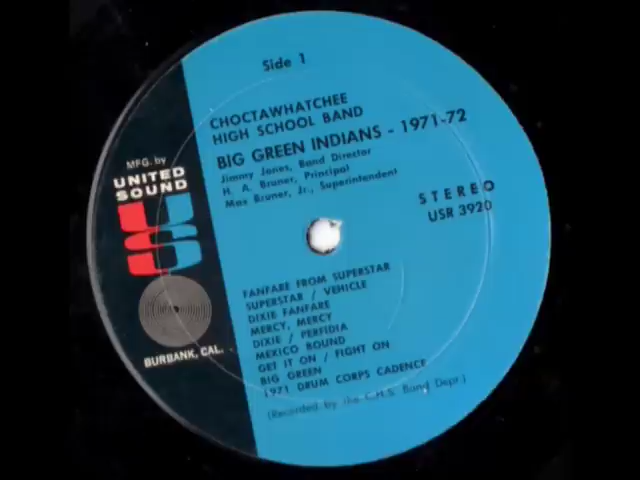 Side 1
CHOCTAWHATCHEE
HIGH SCHOOL BAND
BIG GREEN INDIANS - 1971-72
Jimmy Jones, Band Director
H. A. Bruner, Principal
Max Bruner, Jr., Superintendent
MFG. by
UNITED
SOUND
US
BURBANK, CAL.
STEREO
USR 3920
FANFARE FROM SUPERSTAR
SUPERSTAR / VEHICLE
DIXIE FANFARE
MERCY, MERCY
DIXIE / PERFIDIA
MEXICO BOUND
GET IT ON / FIGHT ON
BIG GREEN
1971 DRUM CORPS CADENCE
(Recorded by the C.H.S. Band Dept.)